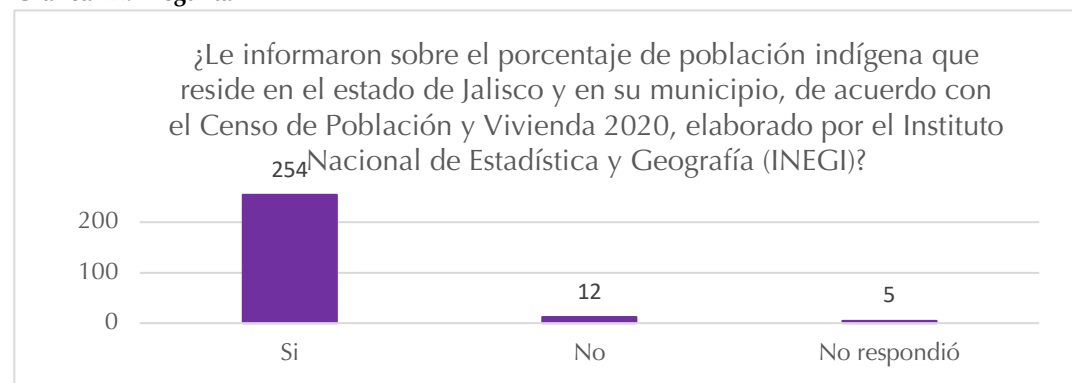 ¿Le informaron sobre el porcentaje de población indígena que
reside en el estado de Jalisco y en su municipio, de acuerdo con
el Censo de Población y Vivienda 2020, elaborado por el Instituto
Nacional de Estadística y Geografía (INEGI)?
254
12
5
200
100
0
Si
No
No respondió